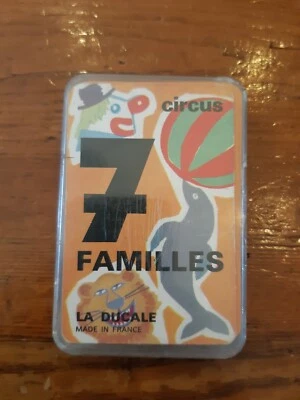 circus
7
FAMILLES
LA DUCALE
MADE IN FRANCE